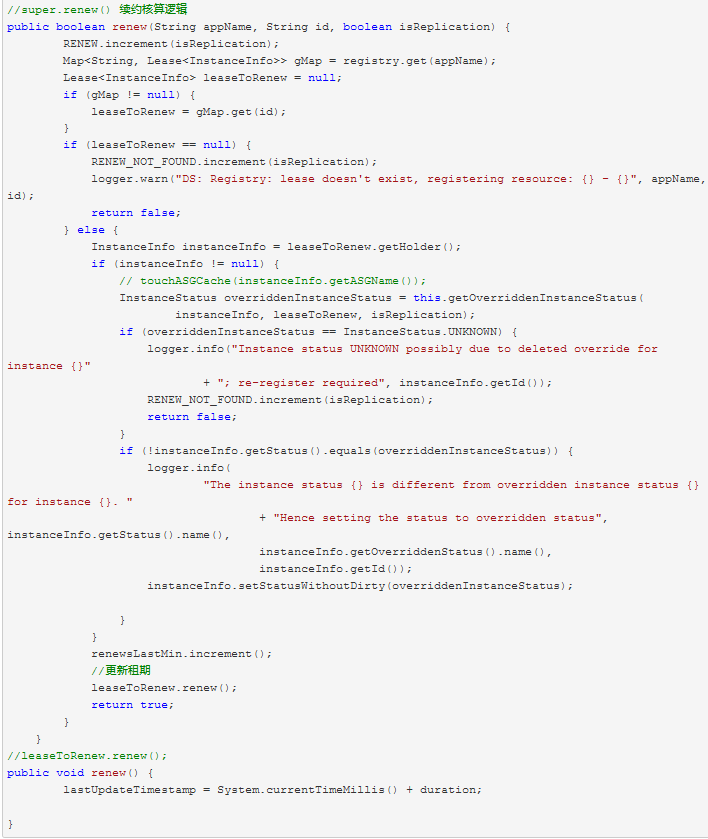 //super.renew() 续约核算逻辑
public boolean renew(String appName, String id, boolean isReplication) {
        RENEW.increment(isReplication);
        Map<String, Lease<InstanceInfo>> gMap = registry.get(appName);
        Lease<InstanceInfo> leaseToRenew = null;
        if (gMap != null) {
            leaseToRenew = gMap.get(id);
        }
        if (leaseToRenew == null) {
            RENEW_NOT_FOUND.increment(isReplication);
            logger.warn("DS: Registry: lease doesn't exist, registering resource: {} - {}", appName,
id);
            return false;
        } else {
            InstanceInfo instanceInfo = leaseToRenew.getHolder();
            if (instanceInfo != null) {
                // touchASGCache(instanceInfo.getASGName());
                InstanceStatus overriddenInstanceStatus = this.getOverriddenInstanceStatus(
                        instanceInfo, leaseToRenew, isReplication);
                if (overriddenInstanceStatus == InstanceStatus.UNKNOWN) {
                    logger.info("Instance status UNKNOWN possibly due to deleted override for
instance {}"
                            + "; re-register required", instanceInfo.getId());
                    RENEW_NOT_FOUND.increment(isReplication);
                    return false;
                }
                if (!instanceInfo.getStatus().equals(overriddenInstanceStatus)) {
                    logger.info(
                            "The instance status {} is different from overridden instance status {}
for instance {}. "
                                    + "Hence setting the status to overridden status",
instanceInfo.getStatus().name(),
                                    instanceInfo.getOverriddenStatus().name(),
                                    instanceInfo.getId());
                    instanceInfo.setStatusWithoutDirty(overriddenInstanceStatus);
                }
            }
            renewsLastMin.increment();
            //更新租期
            leaseToRenew.renew();
            return true;
        }
    }
//leaseToRenew.renew();
public void renew() {
        lastUpdateTimestamp = System.currentTimeMillis() + duration;
}